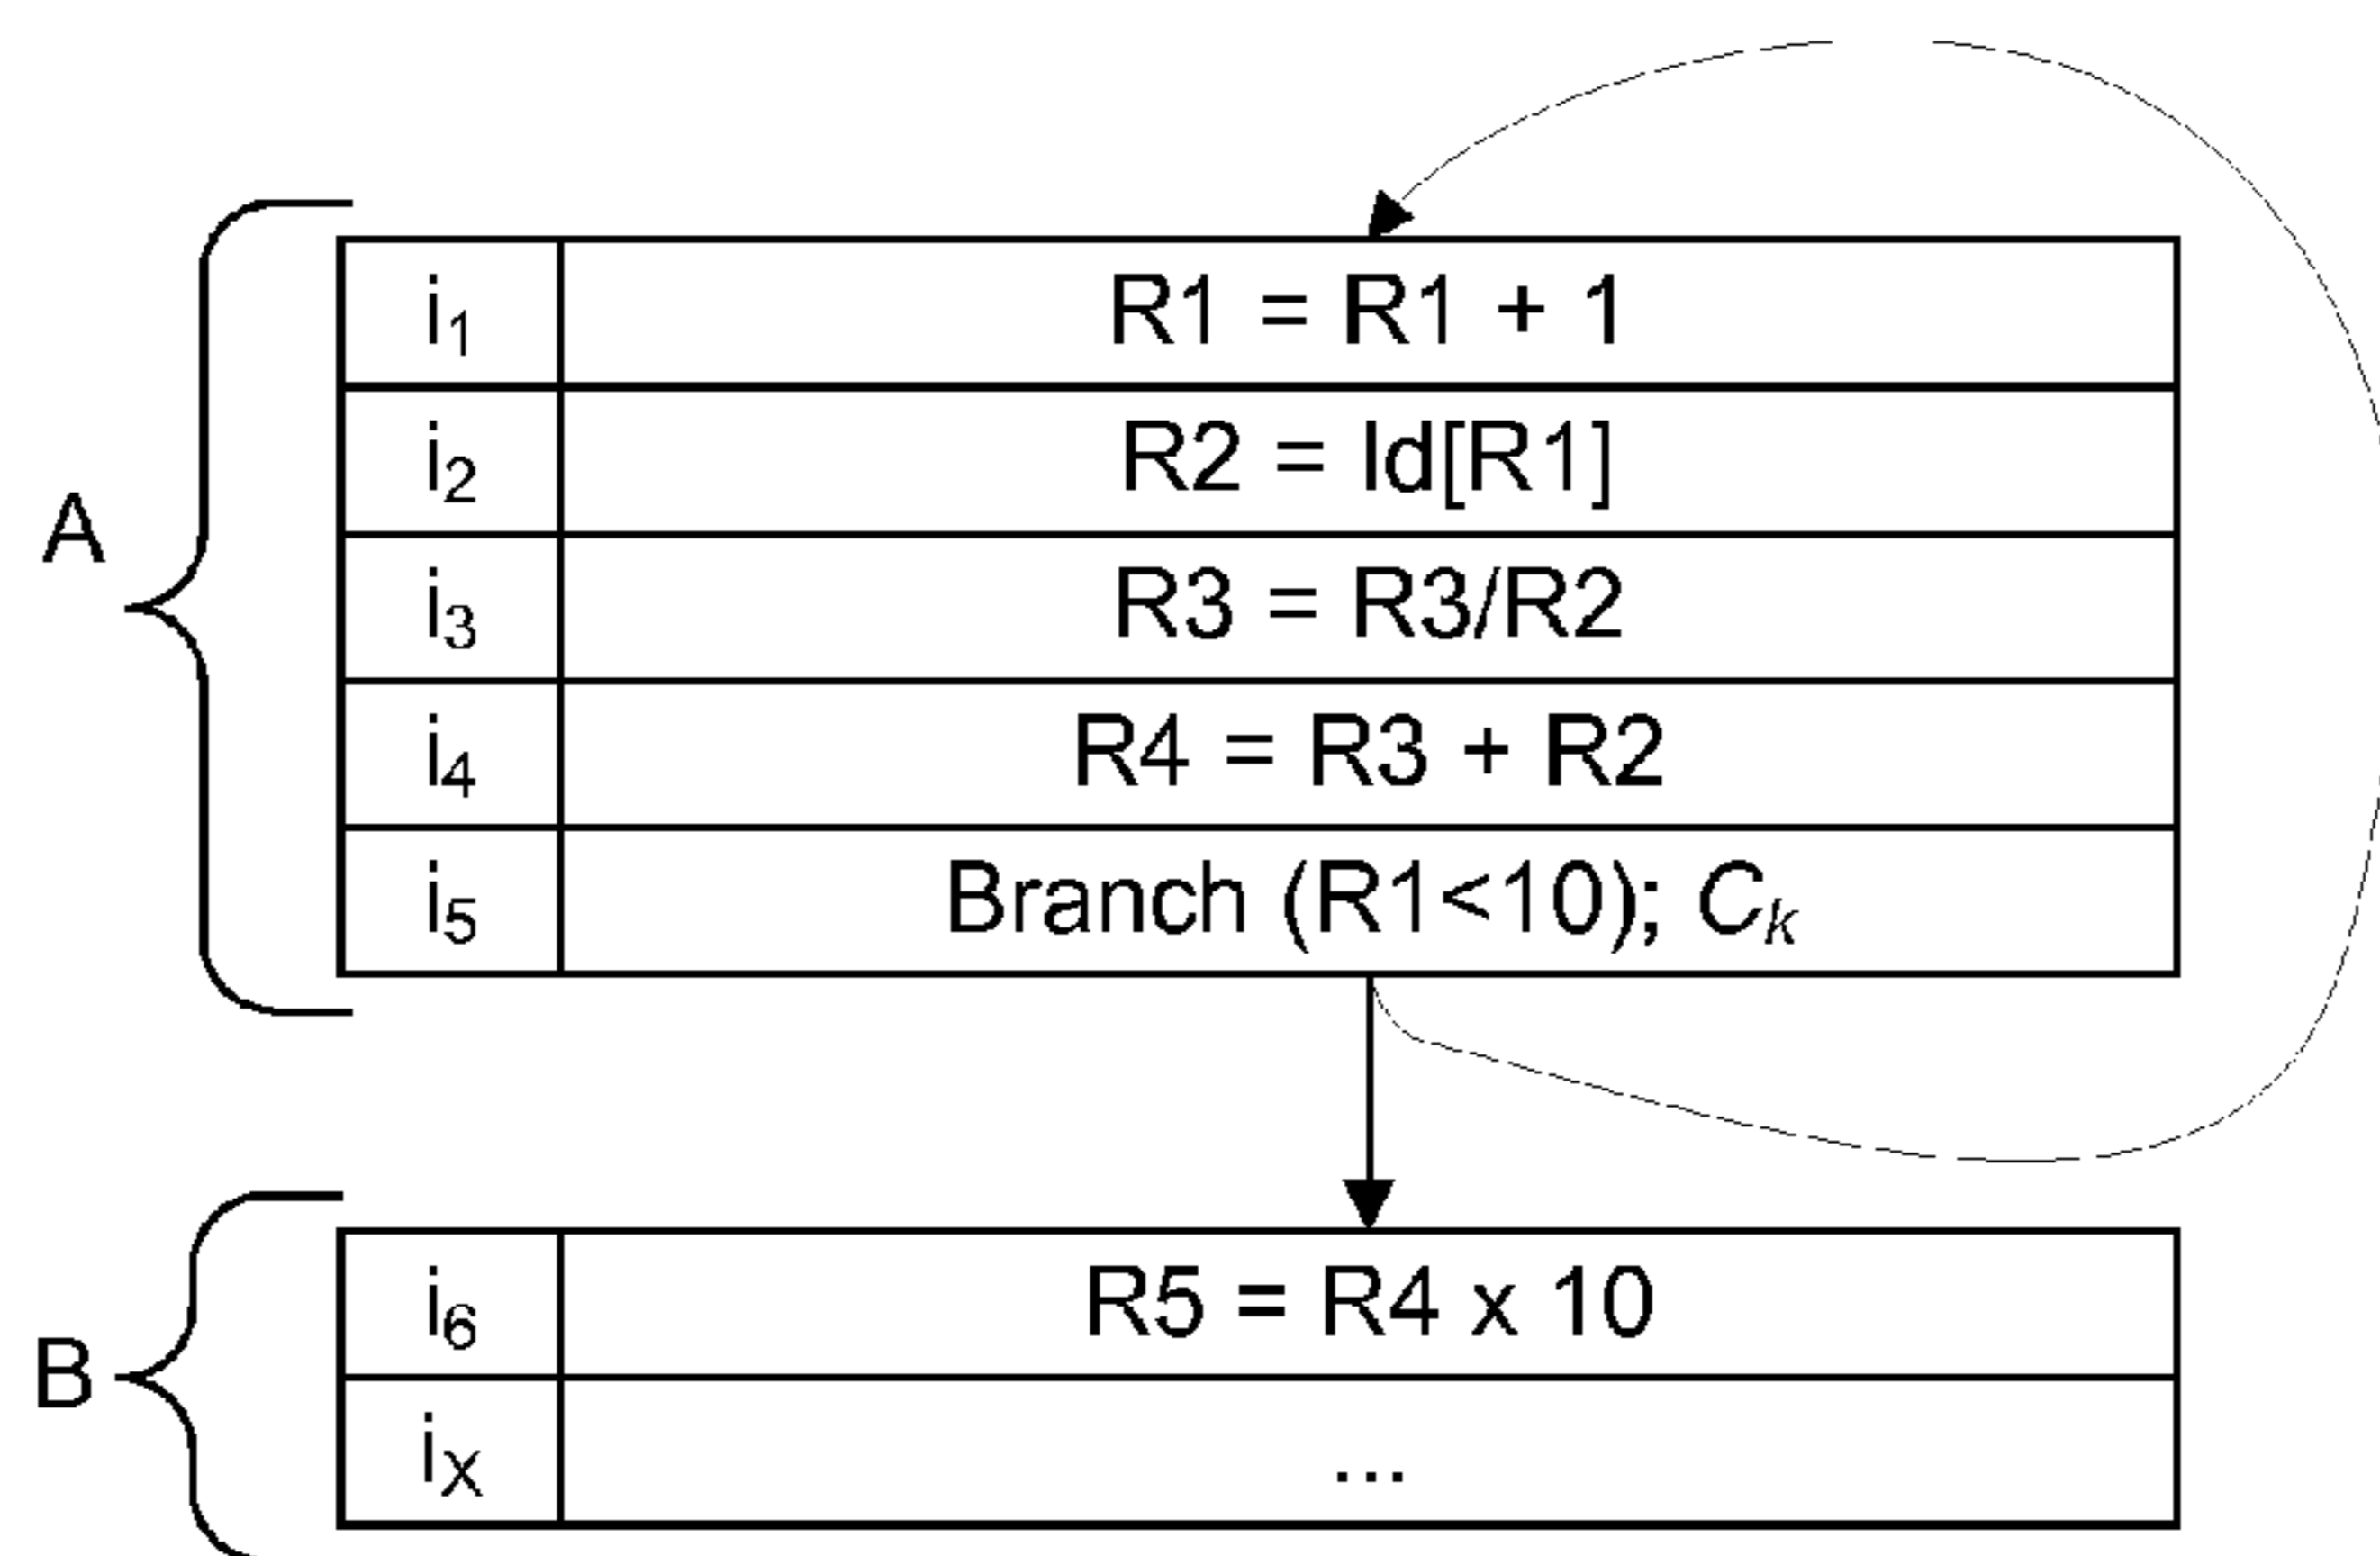 A
i1 R1 = R1 + 1
i2 R2 = ld[R1]
i3 R3 = R3/R2
i4 R4 = R3 + R2
i5 Branch (R1<10); Ck
B
i6 R5 = R4 x 10
iX ...